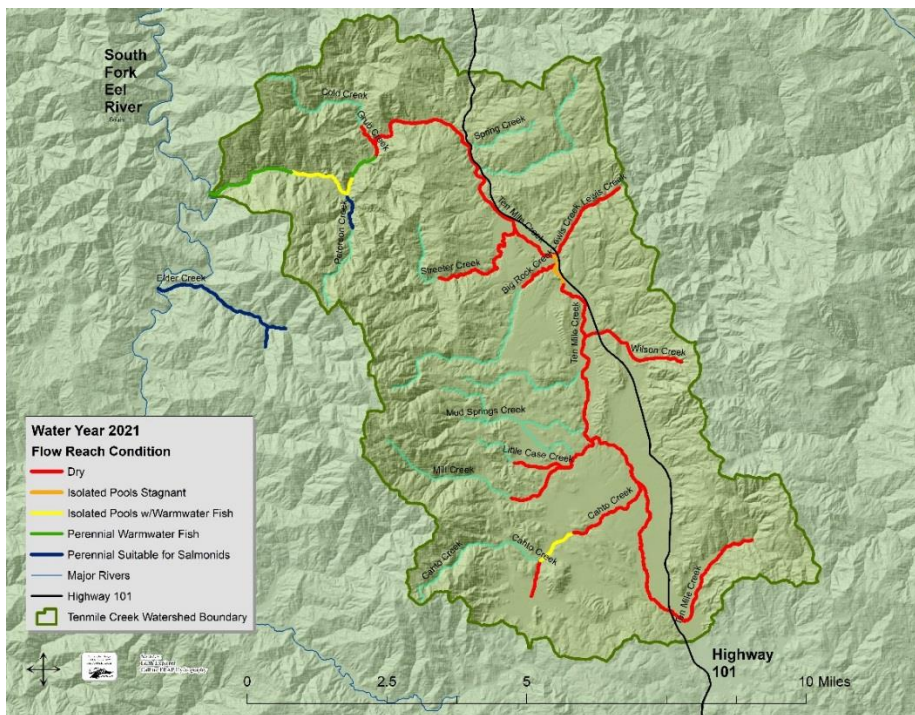 South
Fork
Eel
River
Cold Creek
Grub Creek
Spring Creek
Peterson Creek
Ten Mile Creek
Lewis Creek
Lewis Creek
Streeter Creek
Big Rock Creek
Elder Creek
Ten Mile Creek
Wilson Creek
Mud Springs Creek
Little Case Creek
Mill Creek
Cahto Creek
Cahto Creek
Cahto Creek
Ten Mile Creek
Water Year 2021
Flow Reach Condition
Dry
Isolated Pools Stagnant
Isolated Pools w/Warmwater Fish
Perennial Warmwater Fish
Perennial Suitable for Salmonids
Major Rivers
Highway 101
Tenmile Creek Watershed Boundary
Highway
101
0 2.5 5 10 Miles